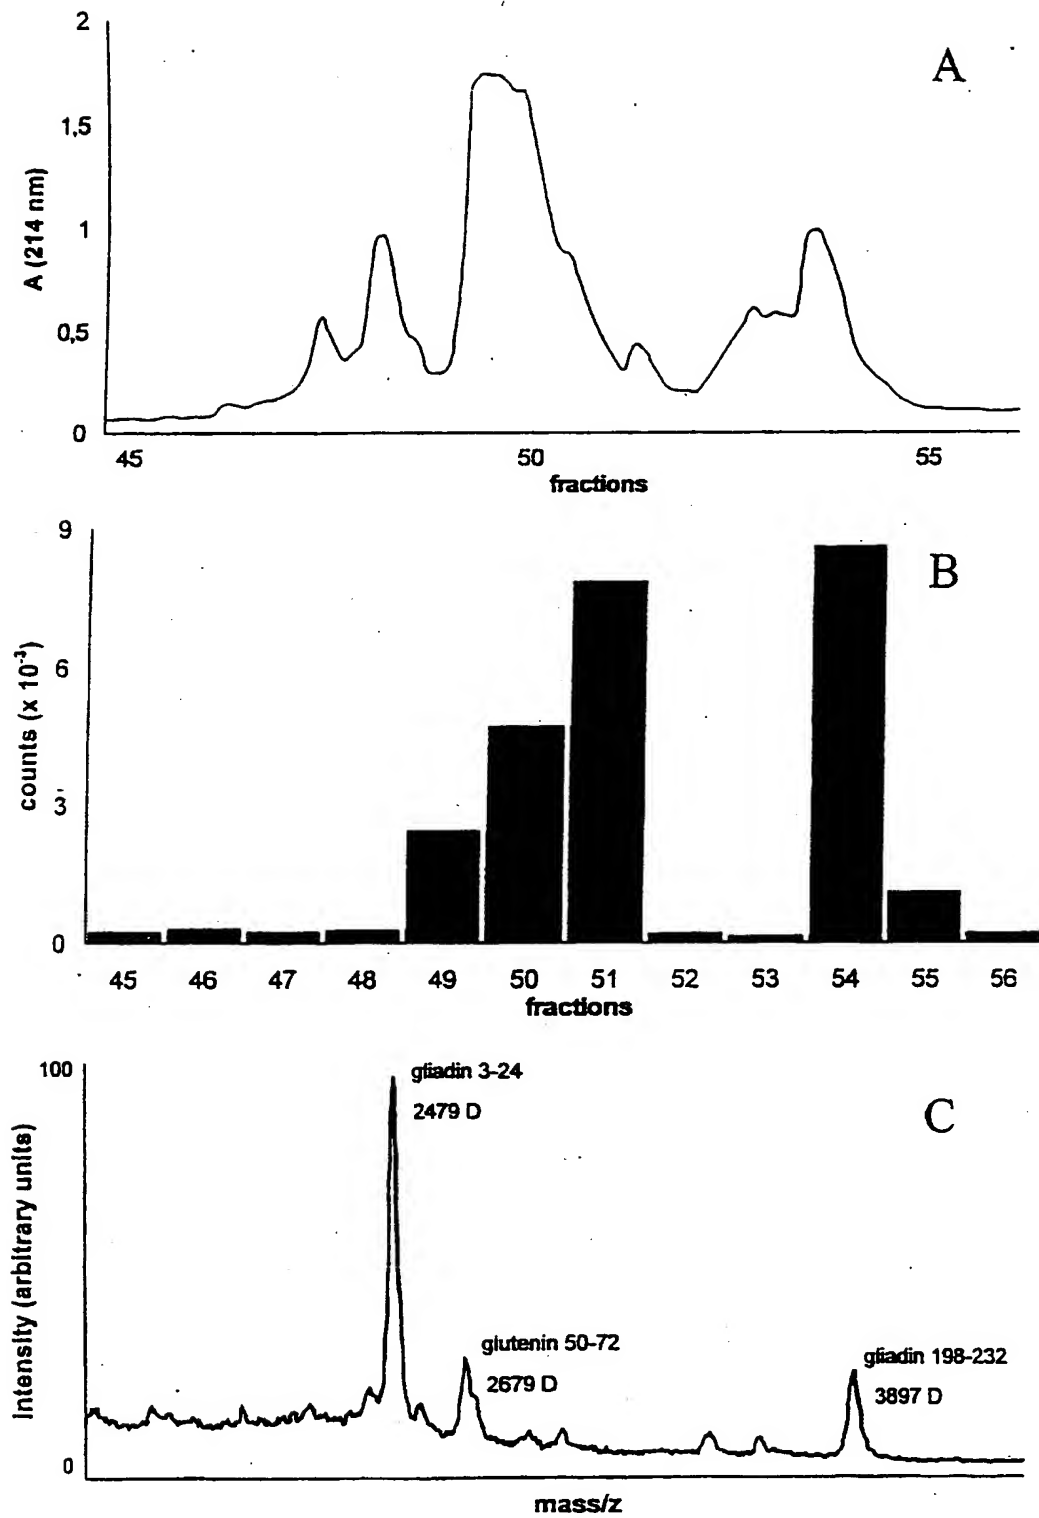 A
2
1,5
1
0,5
0
A (214 nm)
45 50 55
fractions
B
9
6
3
0
counts (x 10⁻³)
45 46 47 48 49 50 51 52 53 54 55 56
fractions
C
100
0
Intensity (arbitrary units)
gliadin 3-24
2479 D
glutenin 50-72
2679 D
gliadin 198-232
3897 D
mass/z